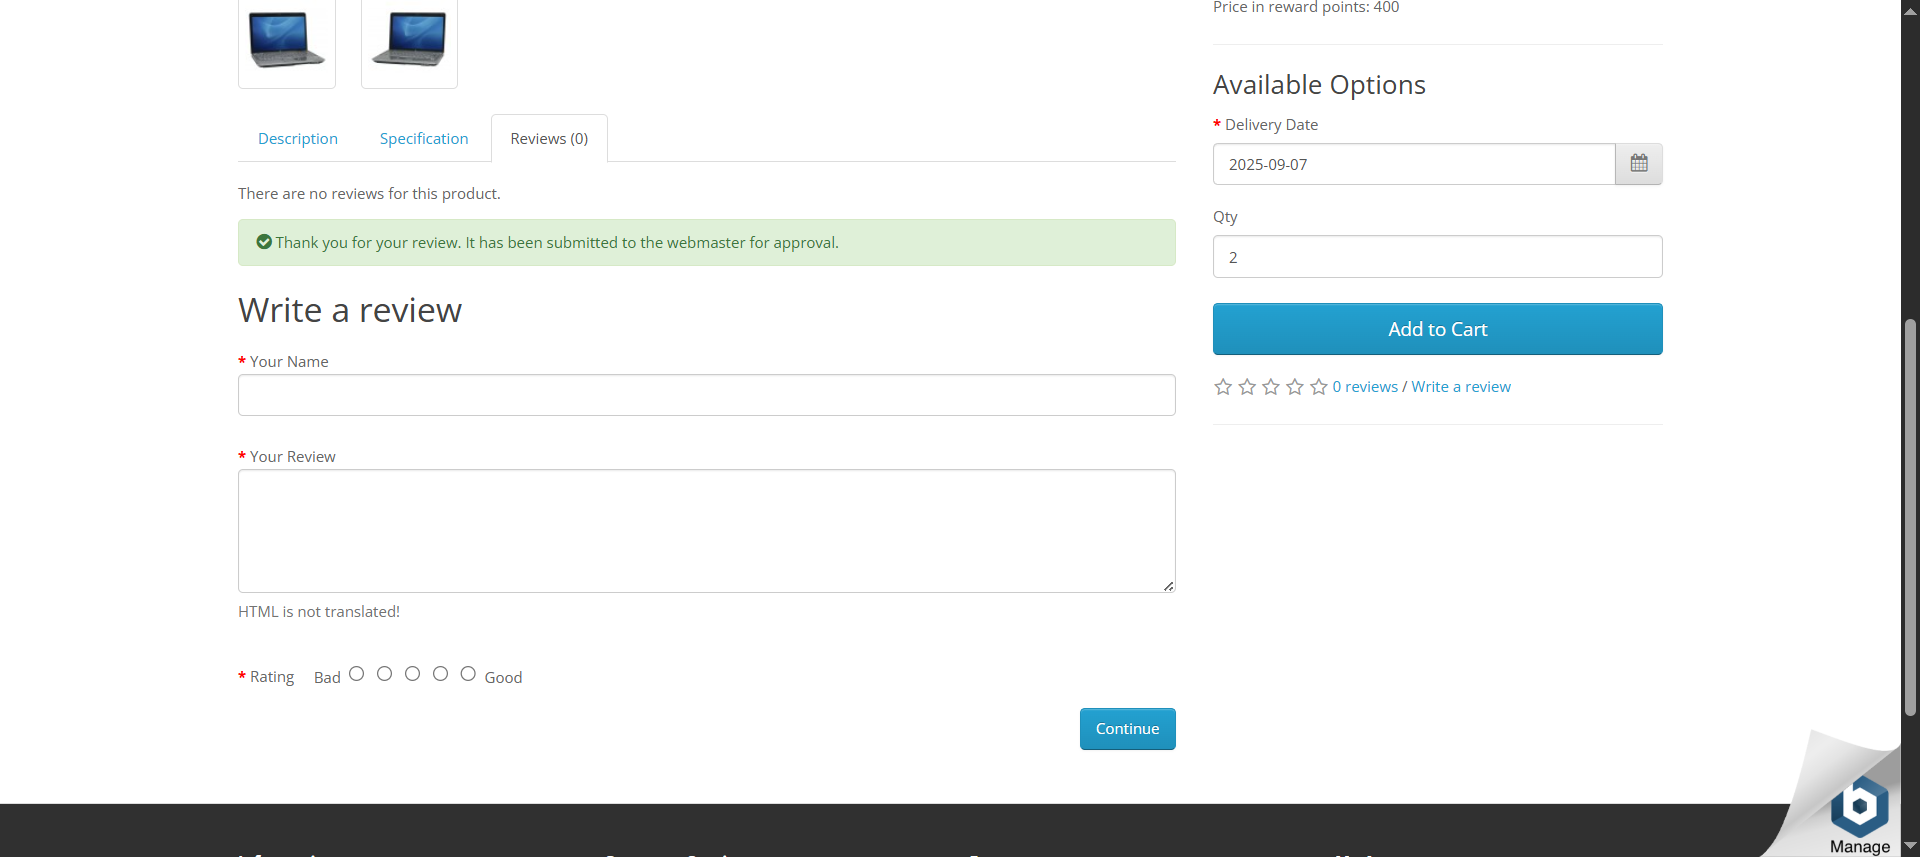 Price in reward points: 400
Available Options
* Delivery Date
2025-09-07
Qty
2
Add to Cart
0 reviews / Write a review
Description
Specification
Reviews (0)
There are no reviews for this product.
Thank you for your review. It has been submitted to the webmaster for approval.
Write a review
* Your Name
* Your Review
HTML is not translated!
* Rating Bad Good
Continue
Manage